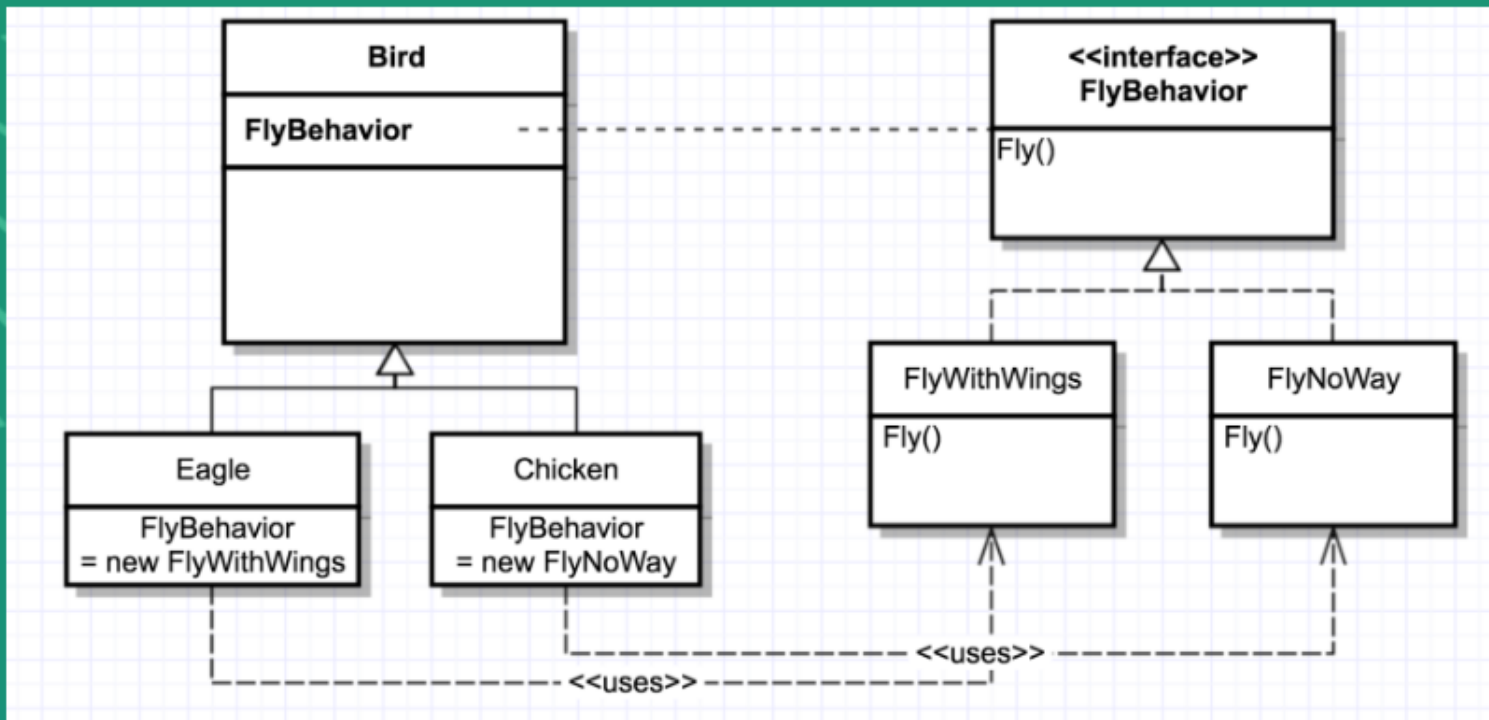 Bird
FlyBehavior
<<interface>>
FlyBehavior
Fly()
Eagle
FlyBehavior
= new FlyWithWings
Chicken
FlyBehavior
= new FlyNoWay
FlyWithWings
Fly()
FlyNoWay
Fly()
<<uses>>
<<uses>>